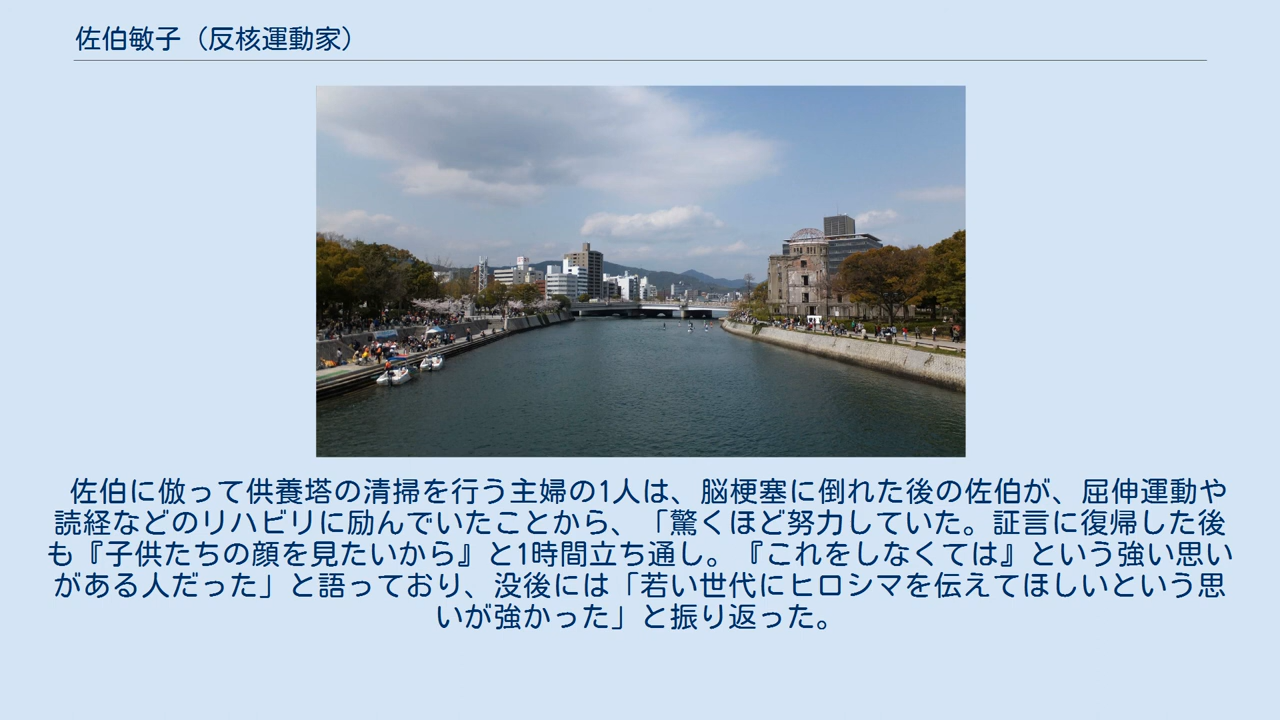 佐伯敏子（反核運動家）
佐伯に倣って供養塔の清掃を行う主婦の1人は、脳梗塞に倒れた後の佐伯が、屈伸運動や
読経などのリハビリに励んでいたことから、「驚くほど努力していた。証言に復帰した後
も『子供たちの顔を見たいから』と1時間立ち通し。『これをしなくては』という強い思い
がある人だった」と語っており、没後には「若い世代にヒロシマを伝えてほしいという思
いが強かった」と振り返った。